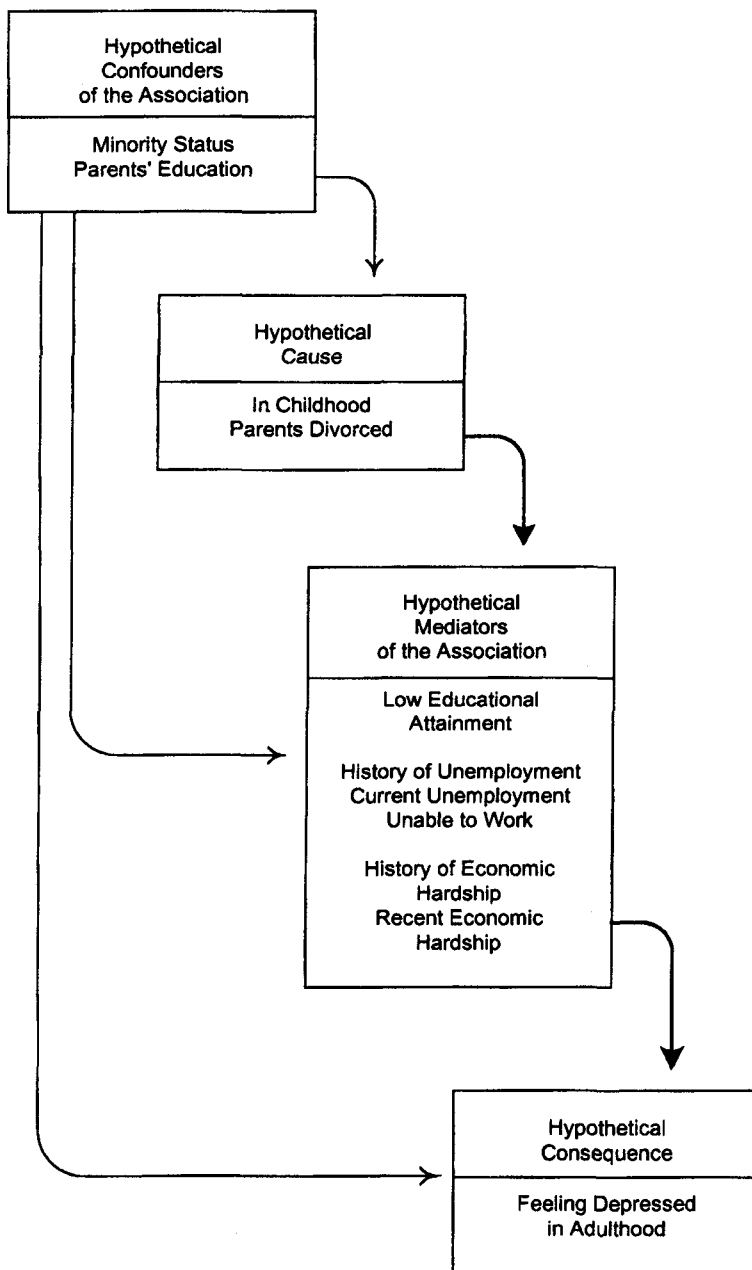 Hypothetical
Confounders
of the Association
Minority Status
Parents' Education
Hypothetical
Cause
In Childhood
Parents Divorced
Hypothetical
Mediators
of the Association
Low Educational
Attainment
History of Unemployment
Current Unemployment
Unable to Work
History of Economic
Hardship
Recent Economic
Hardship
Hypothetical
Consequence
Feeling Depressed
in Adulthood